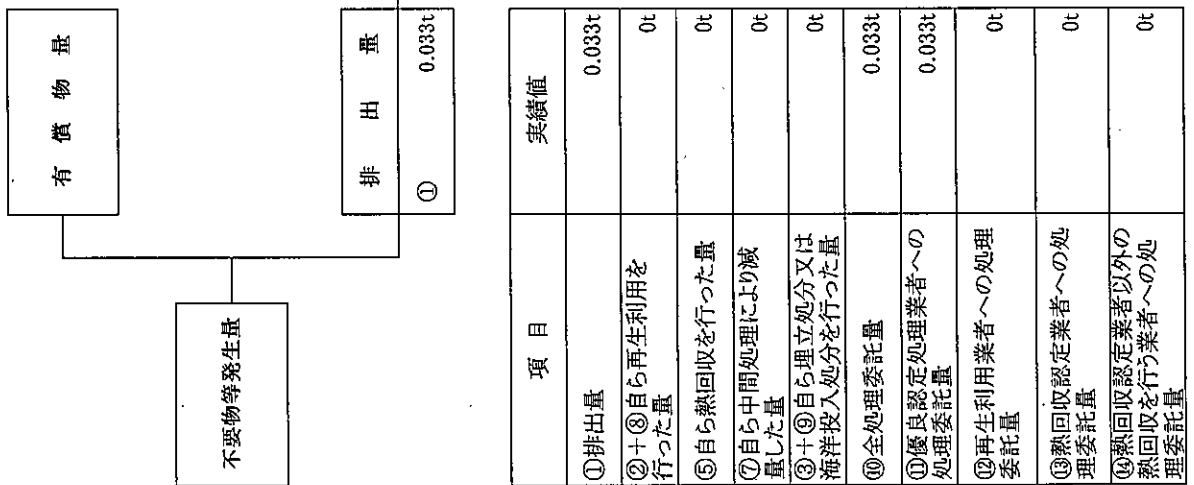 有償物量
不要物等発生量
排出量
① 0.033t
項目 実績値
①排出量 0.033t
②+⑧自ら再生利用を
行った量 0t
⑤自ら熱回収を行った量 0t
⑦自ら中間処理により減
量した量 0t
③+⑨自ら埋立処分又は
海洋投入処分を行った量 0t
⑩全処理委託量 0.033t
⑪優良認定処理業者への
処理委託量 0.033t
⑫再生利用業者への処理
委託量 0t
⑬熱回収認定業者への処
理委託量 0t
⑭熱回収認定業者以外の
熱回収を行う業者への処
理委託量 0t